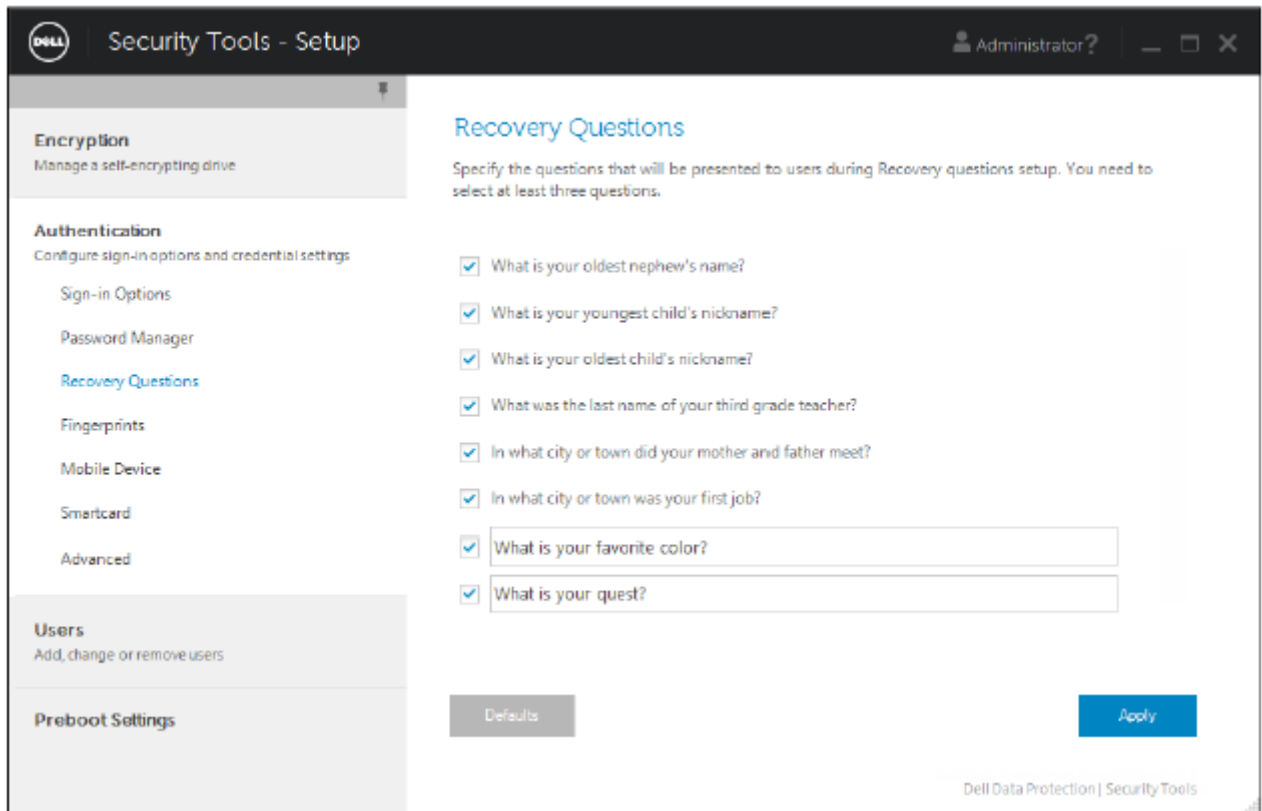 DELL
Security Tools - Setup
Administrator ?
Encryption
Manage a self-encrypting drive
Authentication
Configure sign-in options and credential settings
Sign-in Options
Password Manager
Recovery Questions
Fingerprints
Mobile Device
Smartcard
Advanced
Users
Add, change or remove users
Preboot Settings
Recovery Questions
Specify the questions that will be presented to users during Recovery questions setup. You need to
select at least three questions.
What is your oldest nephew's name?
What is your youngest child's nickname?
What is your oldest child's nickname?
What was the last name of your third grade teacher?
In what city or town did your mother and father meet?
In what city or town was your first job?
What is your favorite color?
What is your quest?
Defaults
Apply
Dell Data Protection | Security Tools